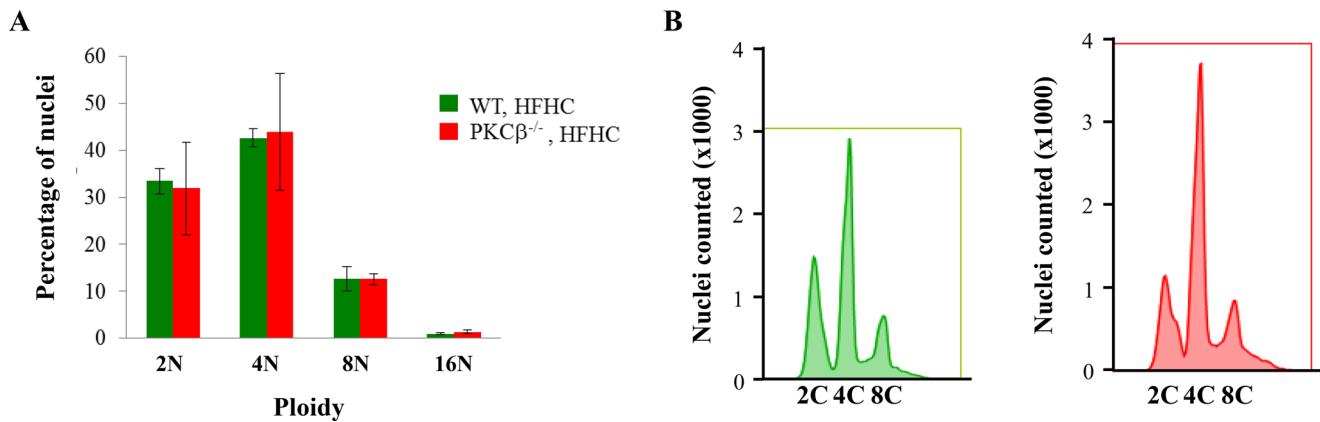 A
Percentage of nuclei
60
50
40
30
20
10
0
2N 4N 8N 16N
Ploidy
WT, HFHC
PKCβ-/-, HFHC
B
Nuclei counted (x1000)
4
3
2
1
0
2C 4C 8C
Nuclei counted (x1000)
4
3
2
1
0
2C 4C 8C